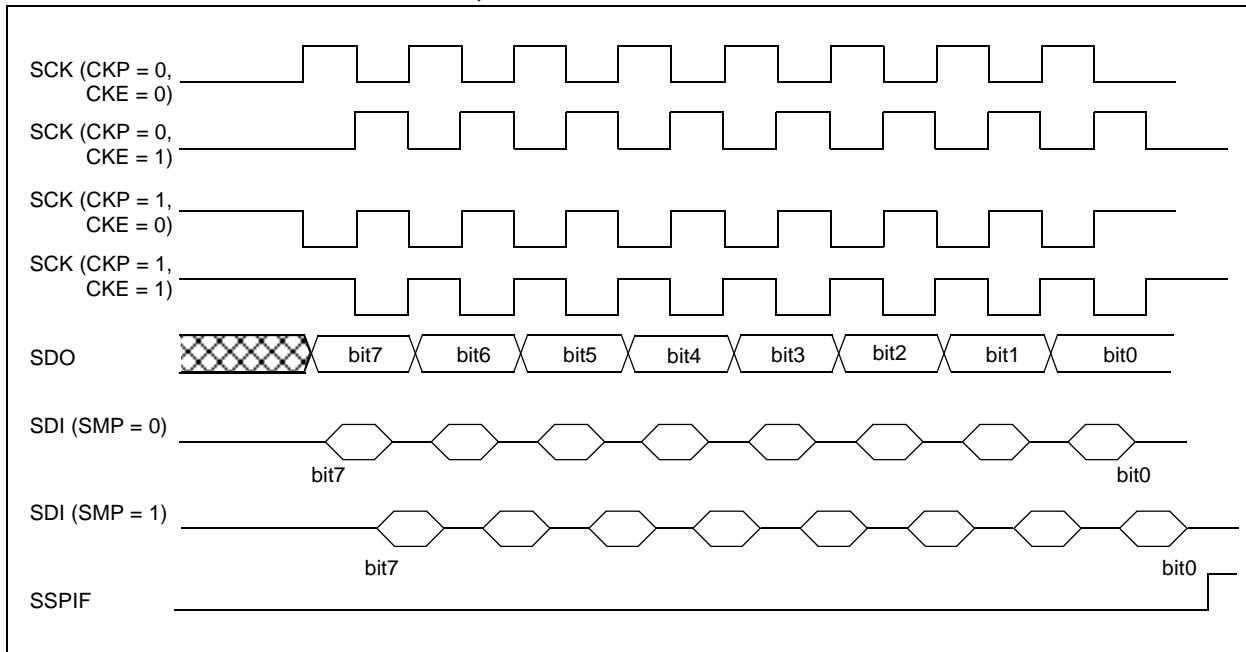 SCK (CKP = 0,
CKE = 0)
SCK (CKP = 0,
CKE = 1)
SCK (CKP = 1,
CKE = 0)
SCK (CKP = 1,
CKE = 1)
SDO bit7 bit6 bit5 bit4 bit3 bit2 bit1 bit0
SDI (SMP = 0)
bit7 bit0
SDI (SMP = 1)
bit7 bit0
SSPIF